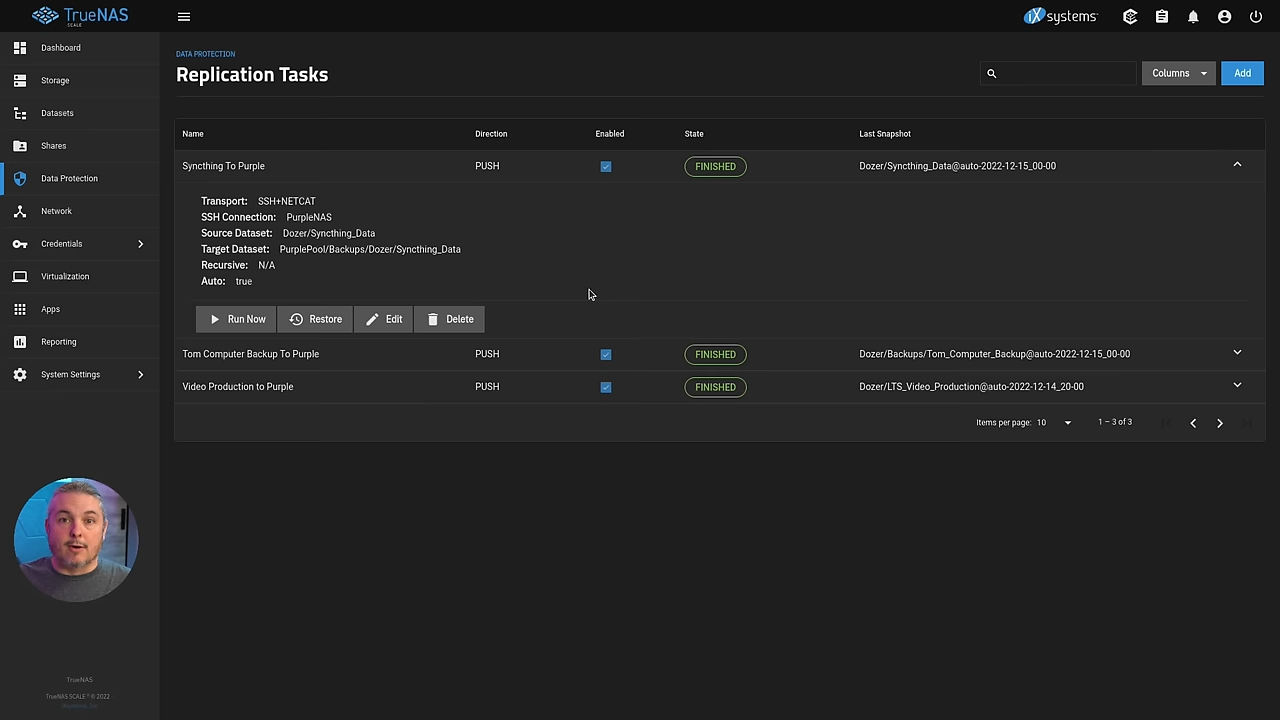 TrueNAS
SCALE
iXsystems
Dashboard
Storage
Datasets
Shares
Data Protection
Network
Credentials
Virtualization
Apps
Reporting
System Settings
TrueNAS
TrueNAS SCALE ® © 2022
DATA PROTECTION
Replication Tasks
Columns
Add
Name Direction Enabled State Last Snapshot
Syncthing To Purple PUSH FINISHED Dozer/Syncthing_Data@auto-2022-12-15_00-00
Transport: SSH+NETCAT
SSH Connection: PurpleNAS
Source Dataset: Dozer/Syncthing_Data
Target Dataset: PurplePool/Backups/Dozer/Syncthing_Data
Recursive: N/A
Auto: true
Run Now Restore Edit Delete
Tom Computer Backup To Purple PUSH FINISHED Dozer/Backups/Tom_Computer_Backup@auto-2022-12-15_00-00
Video Production to Purple PUSH FINISHED Dozer/LTS_Video_Production@auto-2022-12-14_20-00
Items per page: 10 1 – 3 of 3